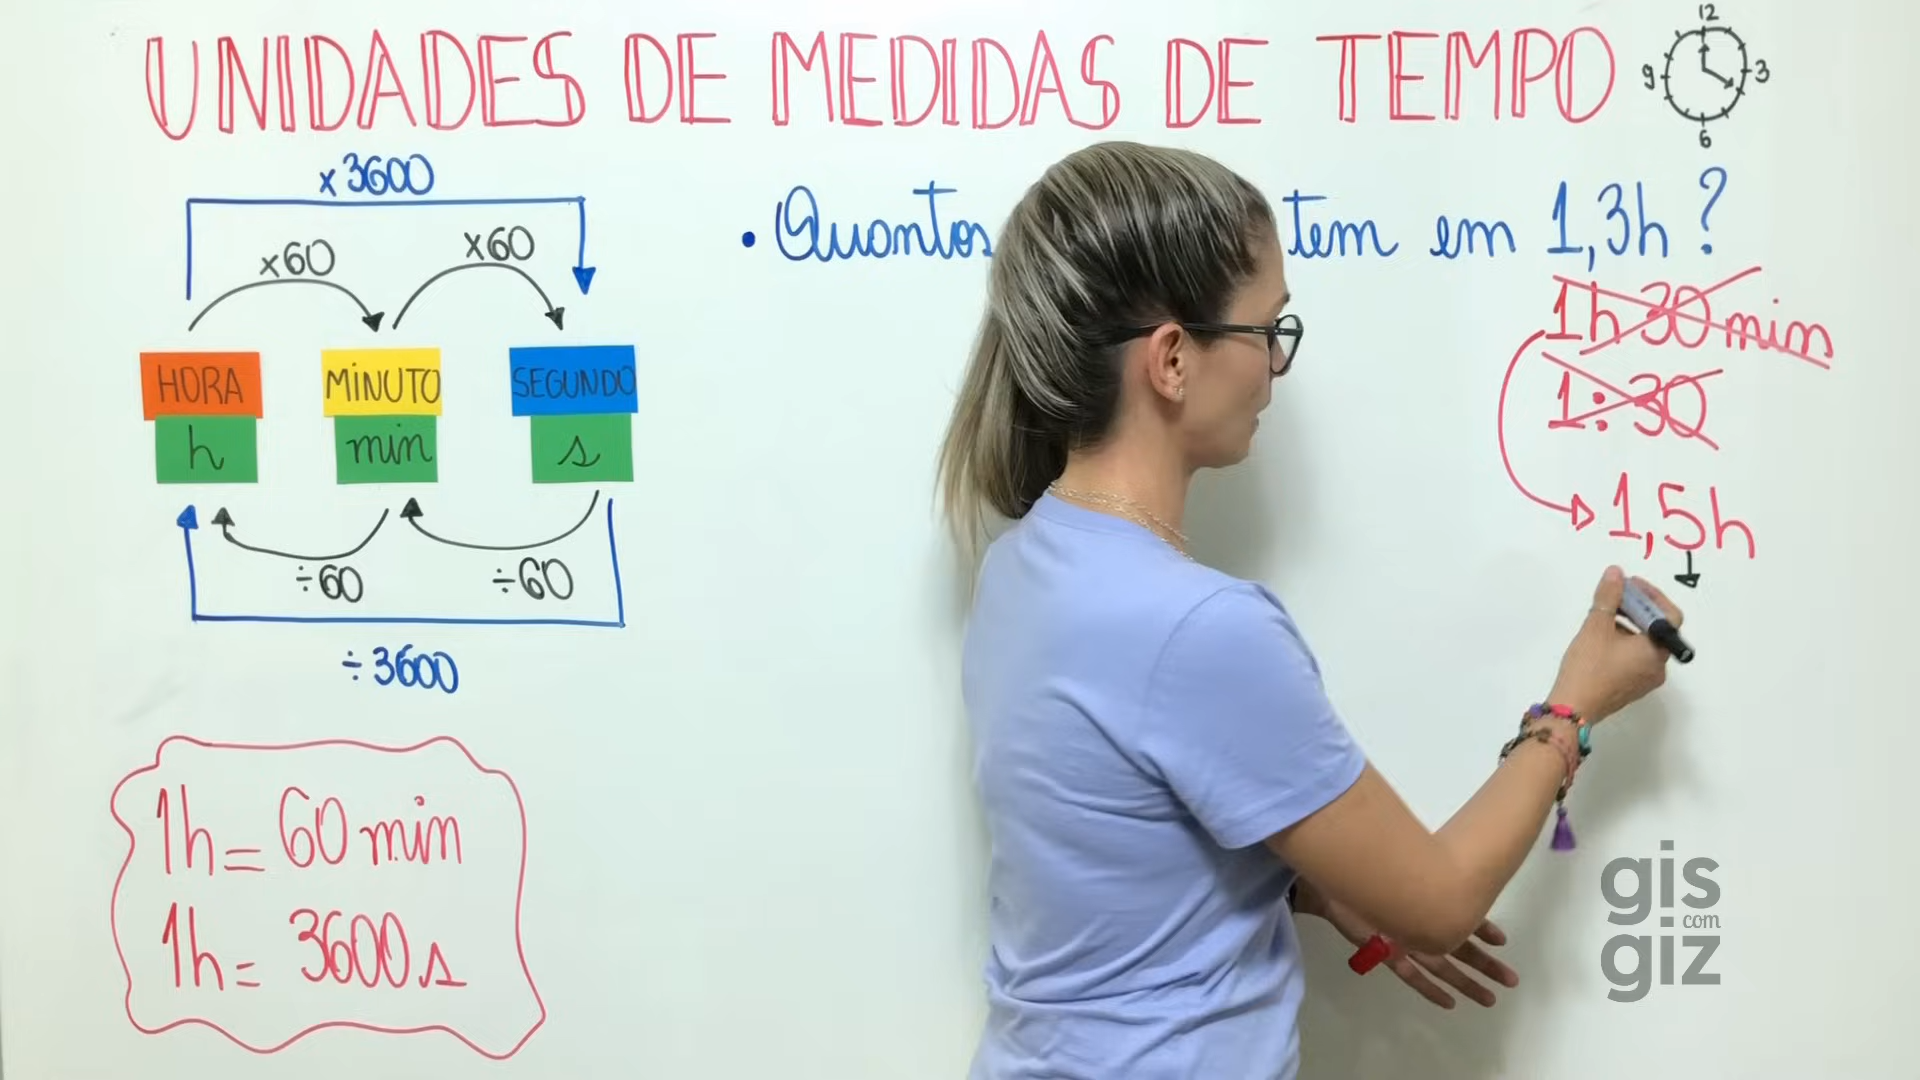 UNIDADES DE MEDIDAS DE TEMPO
12
9
3
6
x3600
x60
x60
HORA
MINUTO
SEGUNDO
h
min
s
÷60
÷60
÷3600
1h = 60 min
1h = 3600 s
• Quantos tem em 1,3h ?
1h 30 min
1:30
1,5h
gis
com
giz